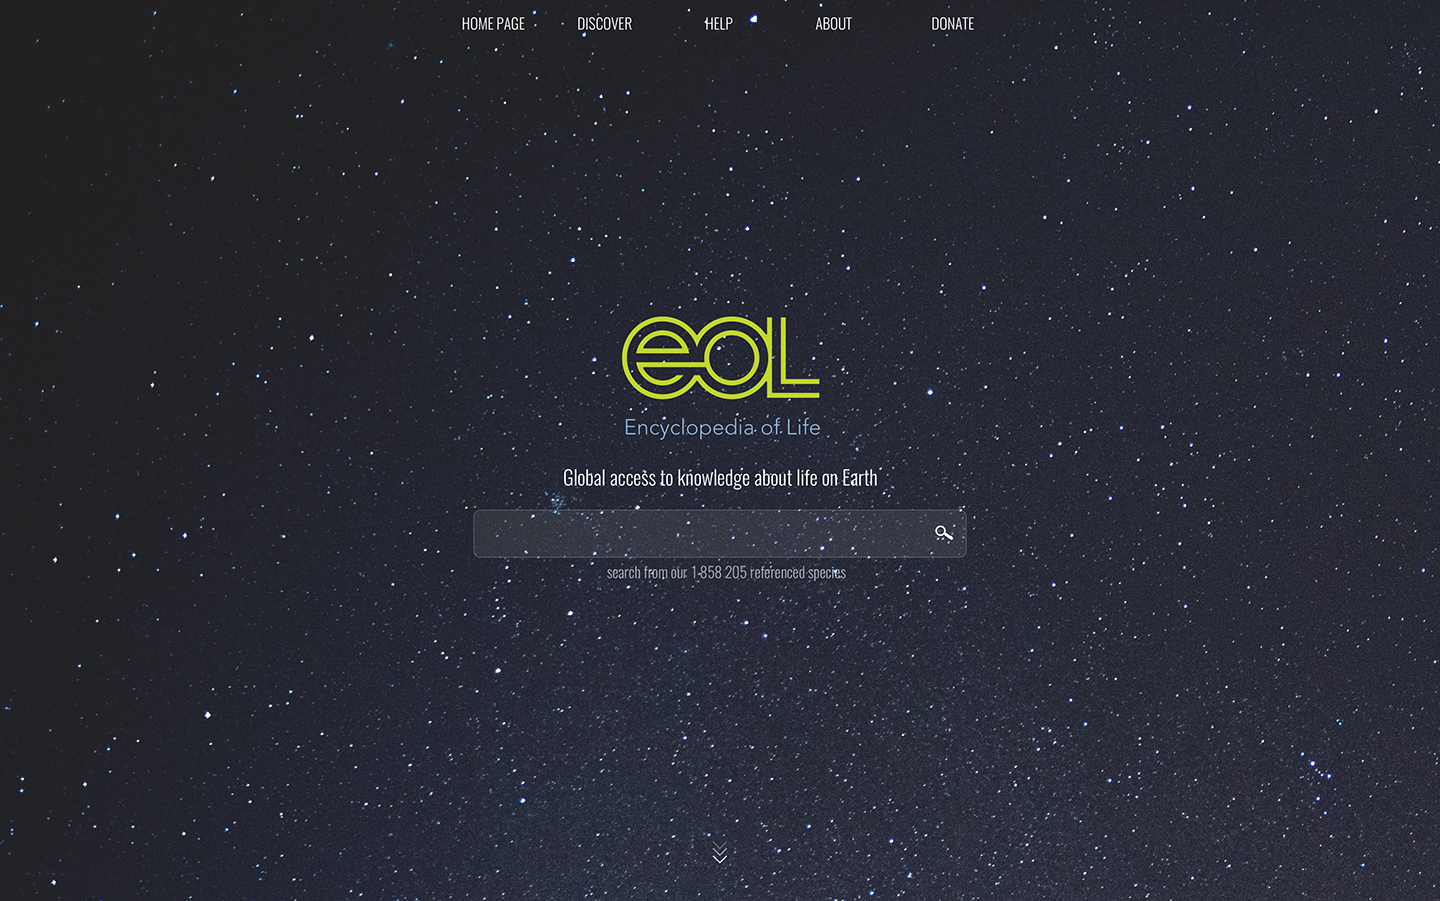 HOME PAGE DISCOVER HELP ABOUT DONATE
eOL
Encyclopedia of Life
Global access to knowledge about life on Earth
search from our 1 858 205 referenced species